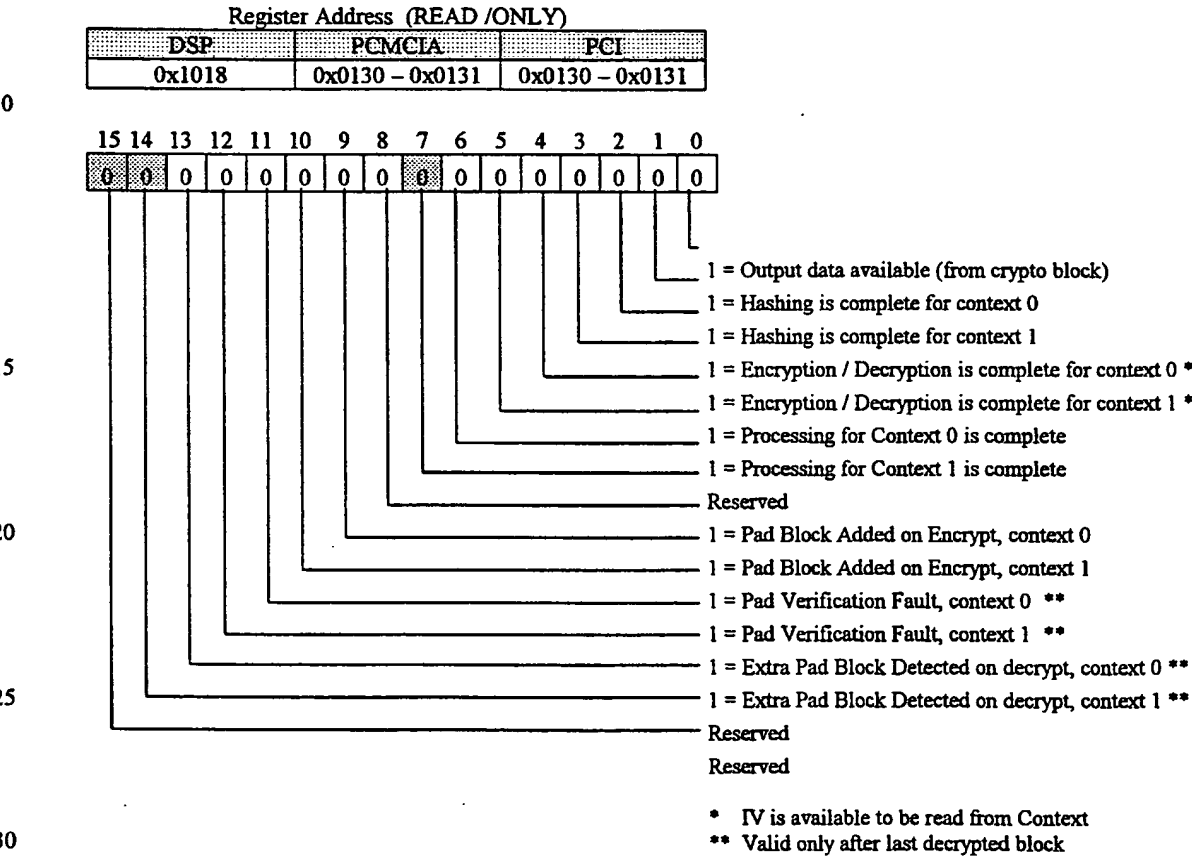 Register Address (READ /ONLY)
DSP PCMCIA PCI
0x1018 0x0130 – 0x0131 0x0130 – 0x0131
0
15 14 13 12 11 10 9 8 7 6 5 4 3 2 1 0
0 0 0 0 0 0 0 0 0 0 0 0 0 0 0 0
1 = Output data available (from crypto block)
1 = Hashing is complete for context 0
1 = Hashing is complete for context 1
5
1 = Encryption / Decryption is complete for context 0 *
1 = Encryption / Decryption is complete for context 1 *
1 = Processing for Context 0 is complete
1 = Processing for Context 1 is complete
Reserved
20
1 = Pad Block Added on Encrypt, context 0
1 = Pad Block Added on Encrypt, context 1
1 = Pad Verification Fault, context 0 **
1 = Pad Verification Fault, context 1 **
1 = Extra Pad Block Detected on decrypt, context 0 **
25
1 = Extra Pad Block Detected on decrypt, context 1 **
Reserved
Reserved
* IV is available to be read from Context
** Valid only after last decrypted block
30